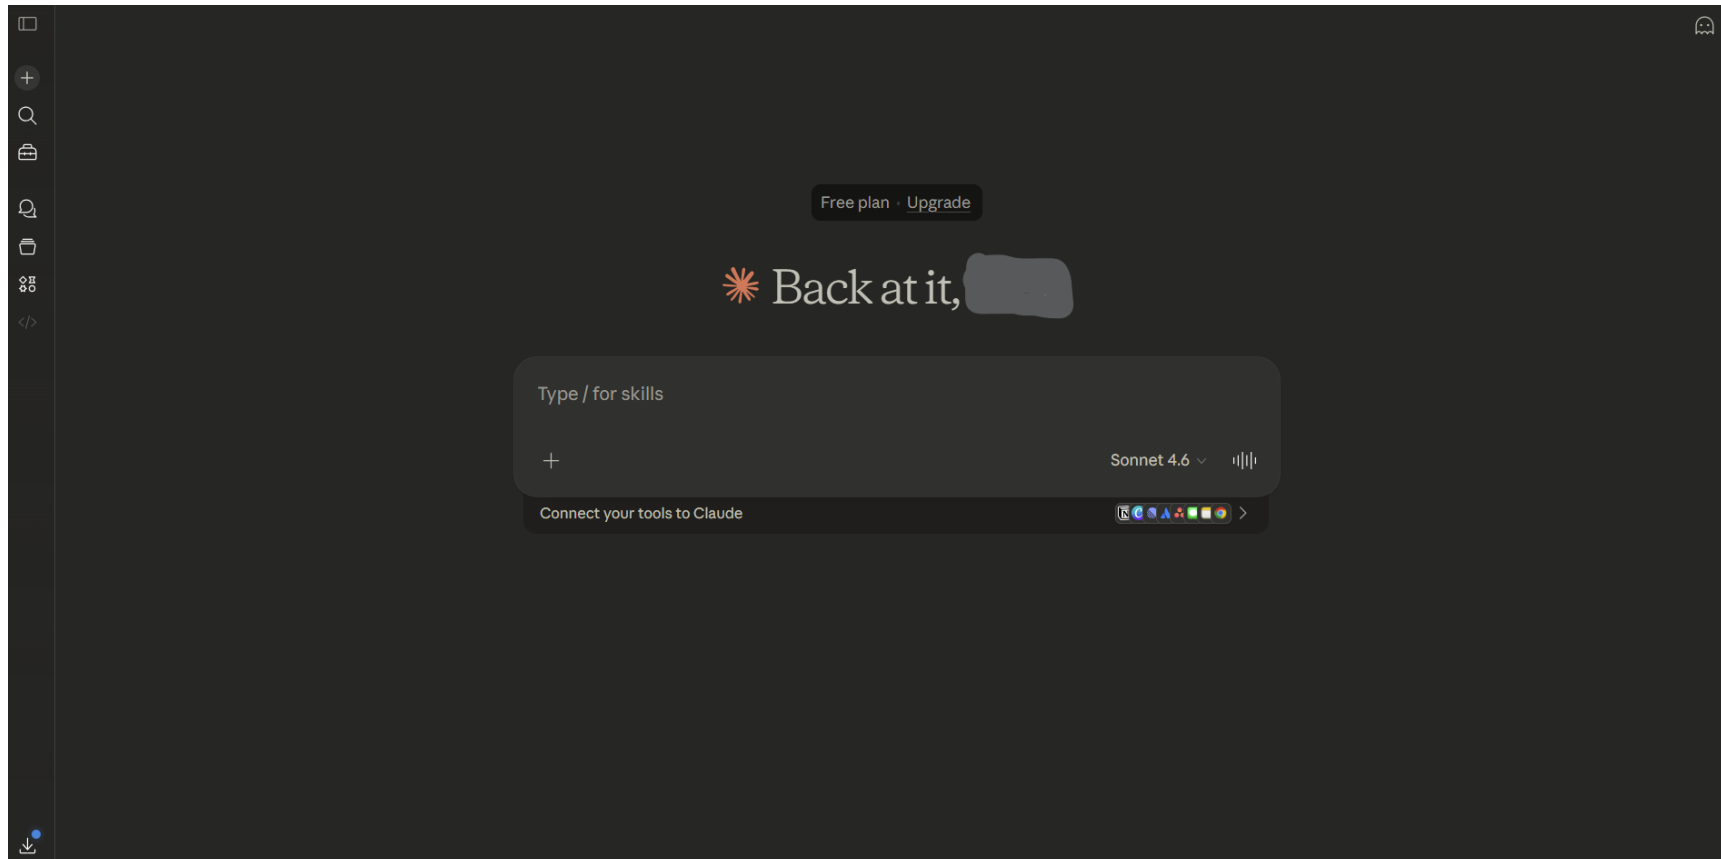 Free plan · Upgrade
Back at it,
Type / for skills
Sonnet 4.6
Connect your tools to Claude